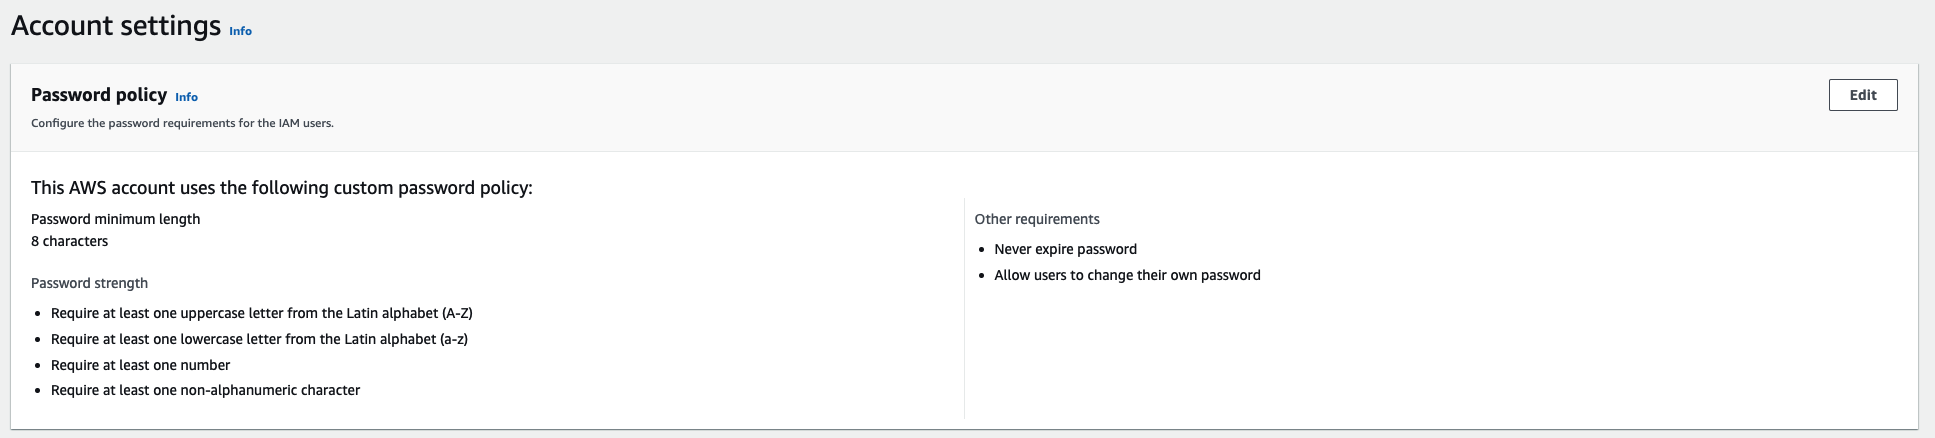 Account settings Info
Password policy Info
Edit
Configure the password requirements for the IAM users.
This AWS account uses the following custom password policy:
Password minimum length
8 characters
Password strength
• Require at least one uppercase letter from the Latin alphabet (A-Z)
• Require at least one lowercase letter from the Latin alphabet (a-z)
• Require at least one number
• Require at least one non-alphanumeric character
Other requirements
• Never expire password
• Allow users to change their own password